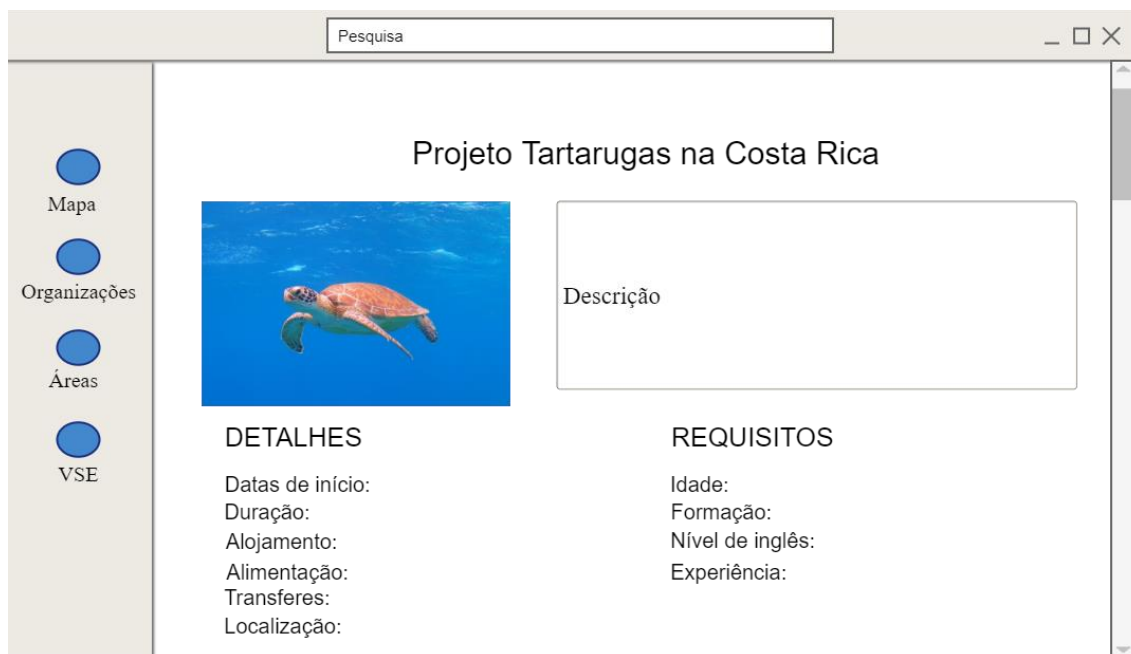 Pesquisa
Mapa
Organizações
Áreas
VSE
Projeto Tartarugas na Costa Rica
Descrição
DETALHES
Datas de início:
Duração:
Alojamento:
Alimentação:
Transferes:
Localização:
REQUISITOS
Idade:
Formação:
Nível de inglês:
Experiência: